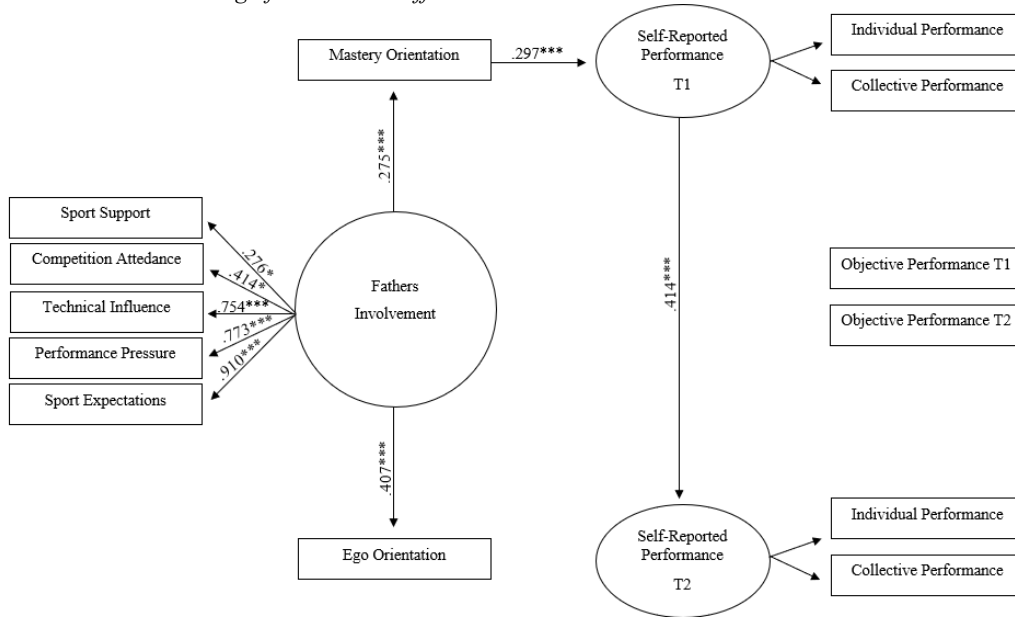 Mastery Orientation
.297***
Self-Reported
Performance
T1
Individual Performance
Collective Performance
.275***
Sport Support
Competition Attedance
Technical Influence
Performance Pressure
Sport Expectations
.276*
.414*
.754***
.773***
.910***
Fathers
Involvement
.414***
Objective Performance T1
Objective Performance T2
.407***
Ego Orientation
Self-Reported
Performance
T2
Individual Performance
Collective Performance